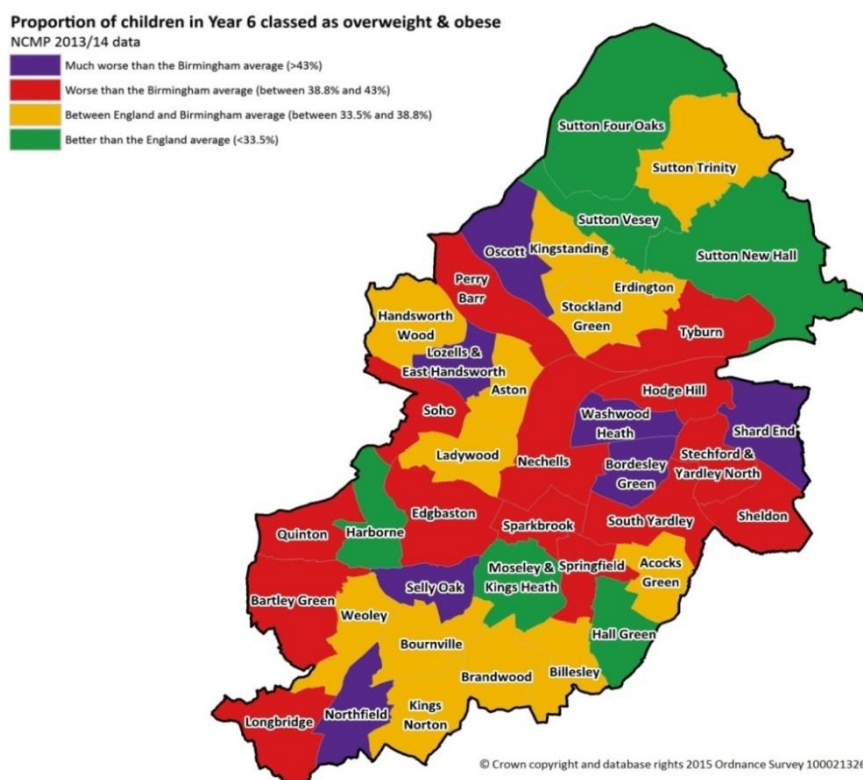 Proportion of children in Year 6 classed as overweight & obese
NCMP 2013/14 data
Much worse than the Birmingham average (>43%)
Worse than the Birmingham average (between 38.8% and 43%)
Between England and Birmingham average (between 33.5% and 38.8%)
Better than the England average (<33.5%)
Sutton Four Oaks
Sutton Trinity
Sutton Vesey
Oscott
Kingstanding
Sutton New Hall
Perry
Barr
Erdington
Stockland
Green
Handsworth
Wood
Tyburn
Lozells &
East Handsworth
Aston
Hodge Hill
Soho
Washwood
Heath
Shard End
Ladywood
Nechells
Bordesley
Green
Stechford &
Yardley North
Edgbaston
Sparkbrook
South Yardley
Sheldon
Quinton
Harborne
Moseley &
Kings Heath
Springfield
Acocks
Green
Selly Oak
Bartley Green
Weoley
Hall Green
Bournville
Billesley
Brandwood
Kings
Norton
Northfield
Longbridge
© Crown copyright and database rights 2015 Ordnance Survey 100021326